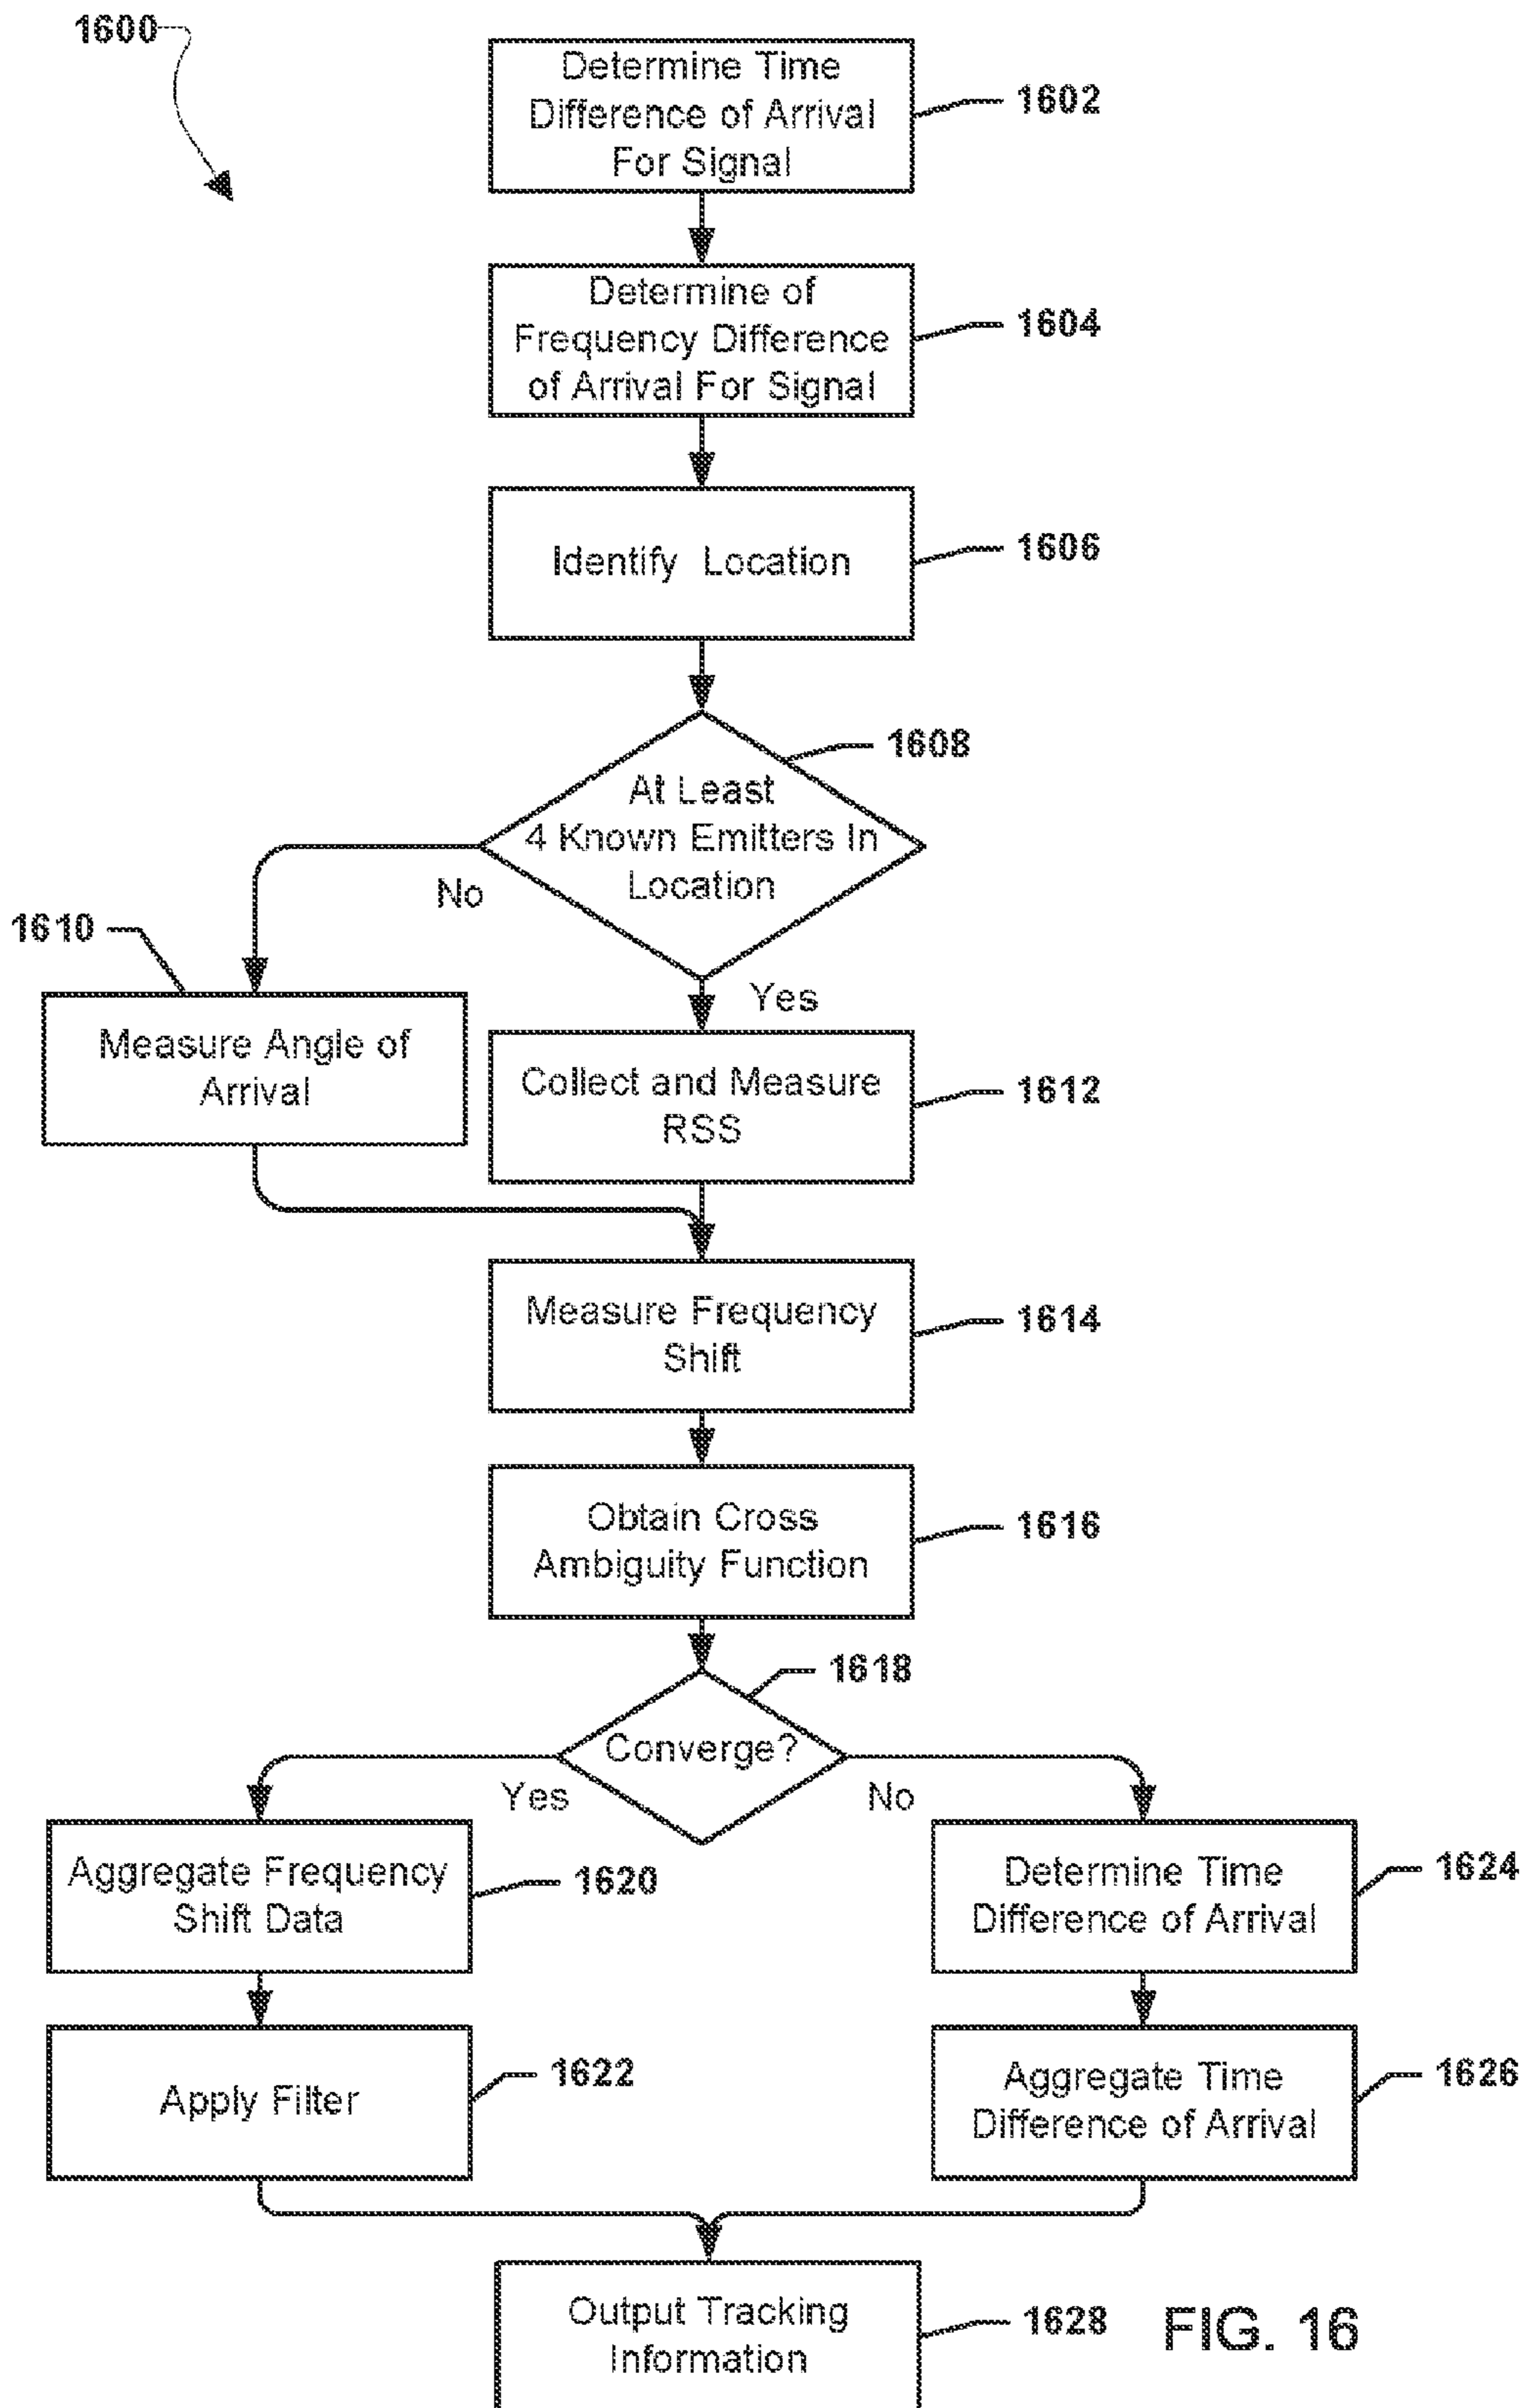 1600
Determine Time
Difference of Arrival
For Signal
1602
Determine of
Frequency Difference
of Arrival For Signal
1604
Identify Location
1606
At Least
4 Known Emitters In
Location
1608
No
Yes
1610
Measure Angle of
Arrival
Collect and Measure
RSS
1612
Measure Frequency
Shift
1614
Obtain Cross
Ambiguity Function
1616
Converge?
1618
Yes
No
Aggregate Frequency
Shift Data
1620
Determine Time
Difference of Arrival
1624
Apply Filter
1622
Aggregate Time
Difference of Arrival
1626
Output Tracking
Information
1628
FIG. 16